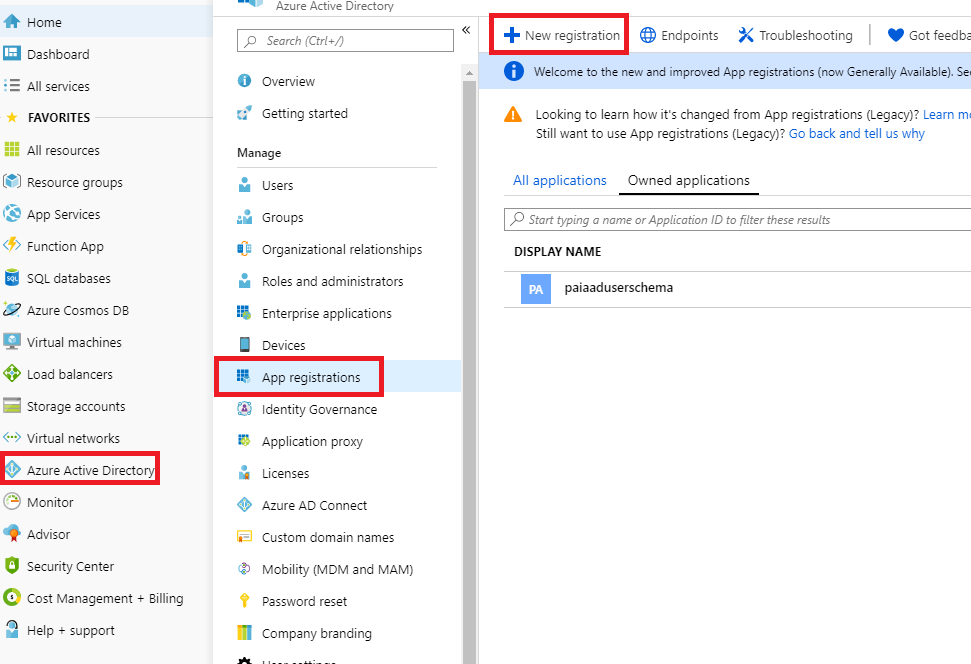 Home
Dashboard
All services
FAVORITES
All resources
Resource groups
App Services
Function App
SQL databases
Azure Cosmos DB
Virtual machines
Load balancers
Storage accounts
Virtual networks
Azure Active Directory
Monitor
Advisor
Security Center
Cost Management + Billing
Help + support
Azure Active Directory
Search (Ctrl+/)
«
Overview
Getting started
Manage
Users
Groups
Organizational relationships
Roles and administrators
Enterprise applications
Devices
App registrations
Identity Governance
Application proxy
Licenses
Azure AD Connect
Custom domain names
Mobility (MDM and MAM)
Password reset
Company branding
User settings
New registration Endpoints Troubleshooting Got feedba
Welcome to the new and improved App registrations (now Generally Available). Se
Looking to learn how it's changed from App registrations (Legacy)? Learn mo
Still want to use App registrations (Legacy)? Go back and tell us why
All applications Owned applications
Start typing a name or Application ID to filter these results
DISPLAY NAME
PA paiaaduserschema